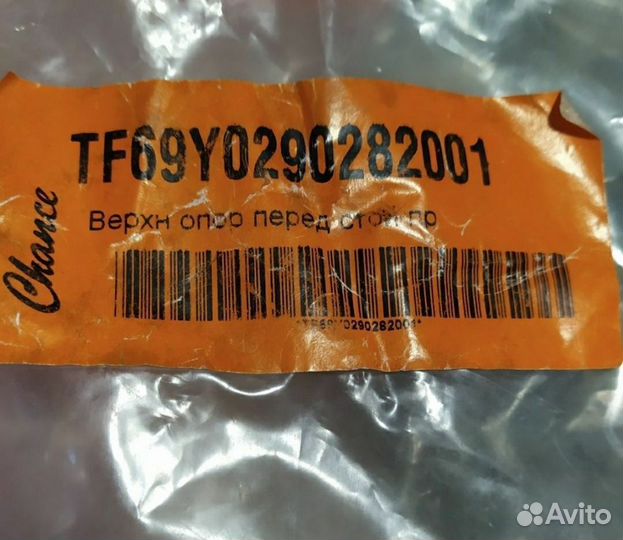 TF69Y0290282001
Верхн опор перед стой пр
Chance
*TF69Y0290282001*
Avito